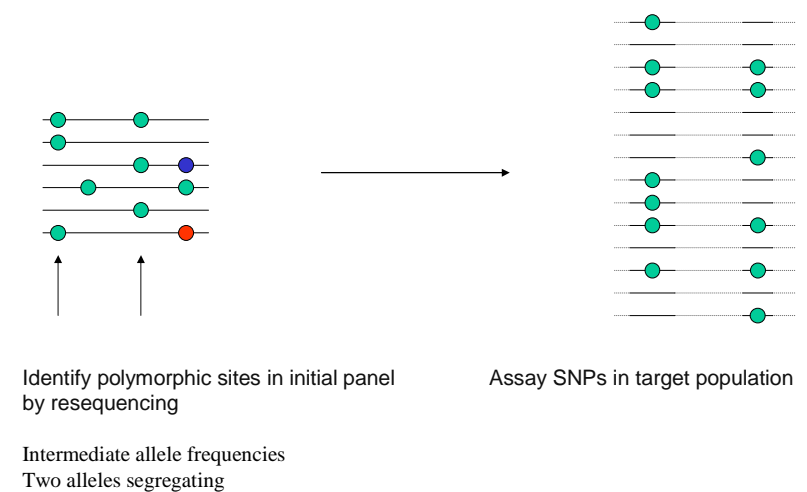 Identify polymorphic sites in initial panel
by resequencing
Assay SNPs in target population
Intermediate allele frequencies
Two alleles segregating